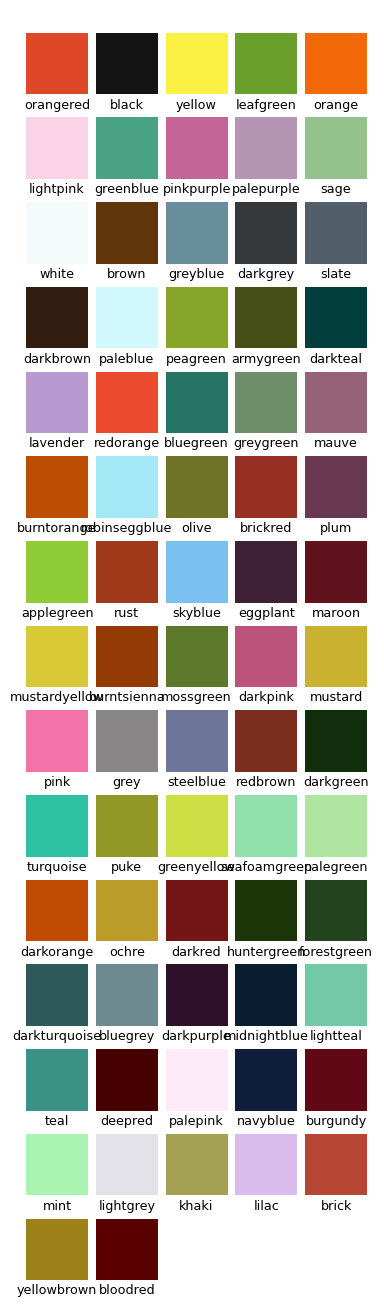 orangered black yellow leafgreen orange
lightpink greenblue pinkpurple palepurple sage
white brown greyblue darkgrey slate
darkbrown paleblue peagreen armygreen darkteal
lavender redorange bluegreen greygreen mauve
burntorange robinseggblue olive brickred plum
applegreen rust skyblue eggplant maroon
mustardyellow burntsienna mossgreen darkpink mustard
pink grey steelblue redbrown darkgreen
turquoise puke greenyellow seafoamgreen palegreen
darkorange ochre darkred huntergreen forestgreen
darkturquoise bluegrey darkpurple midnightblue lightteal
teal deepred palepink navyblue burgundy
mint lightgrey khaki lilac brick
yellowbrown bloodred